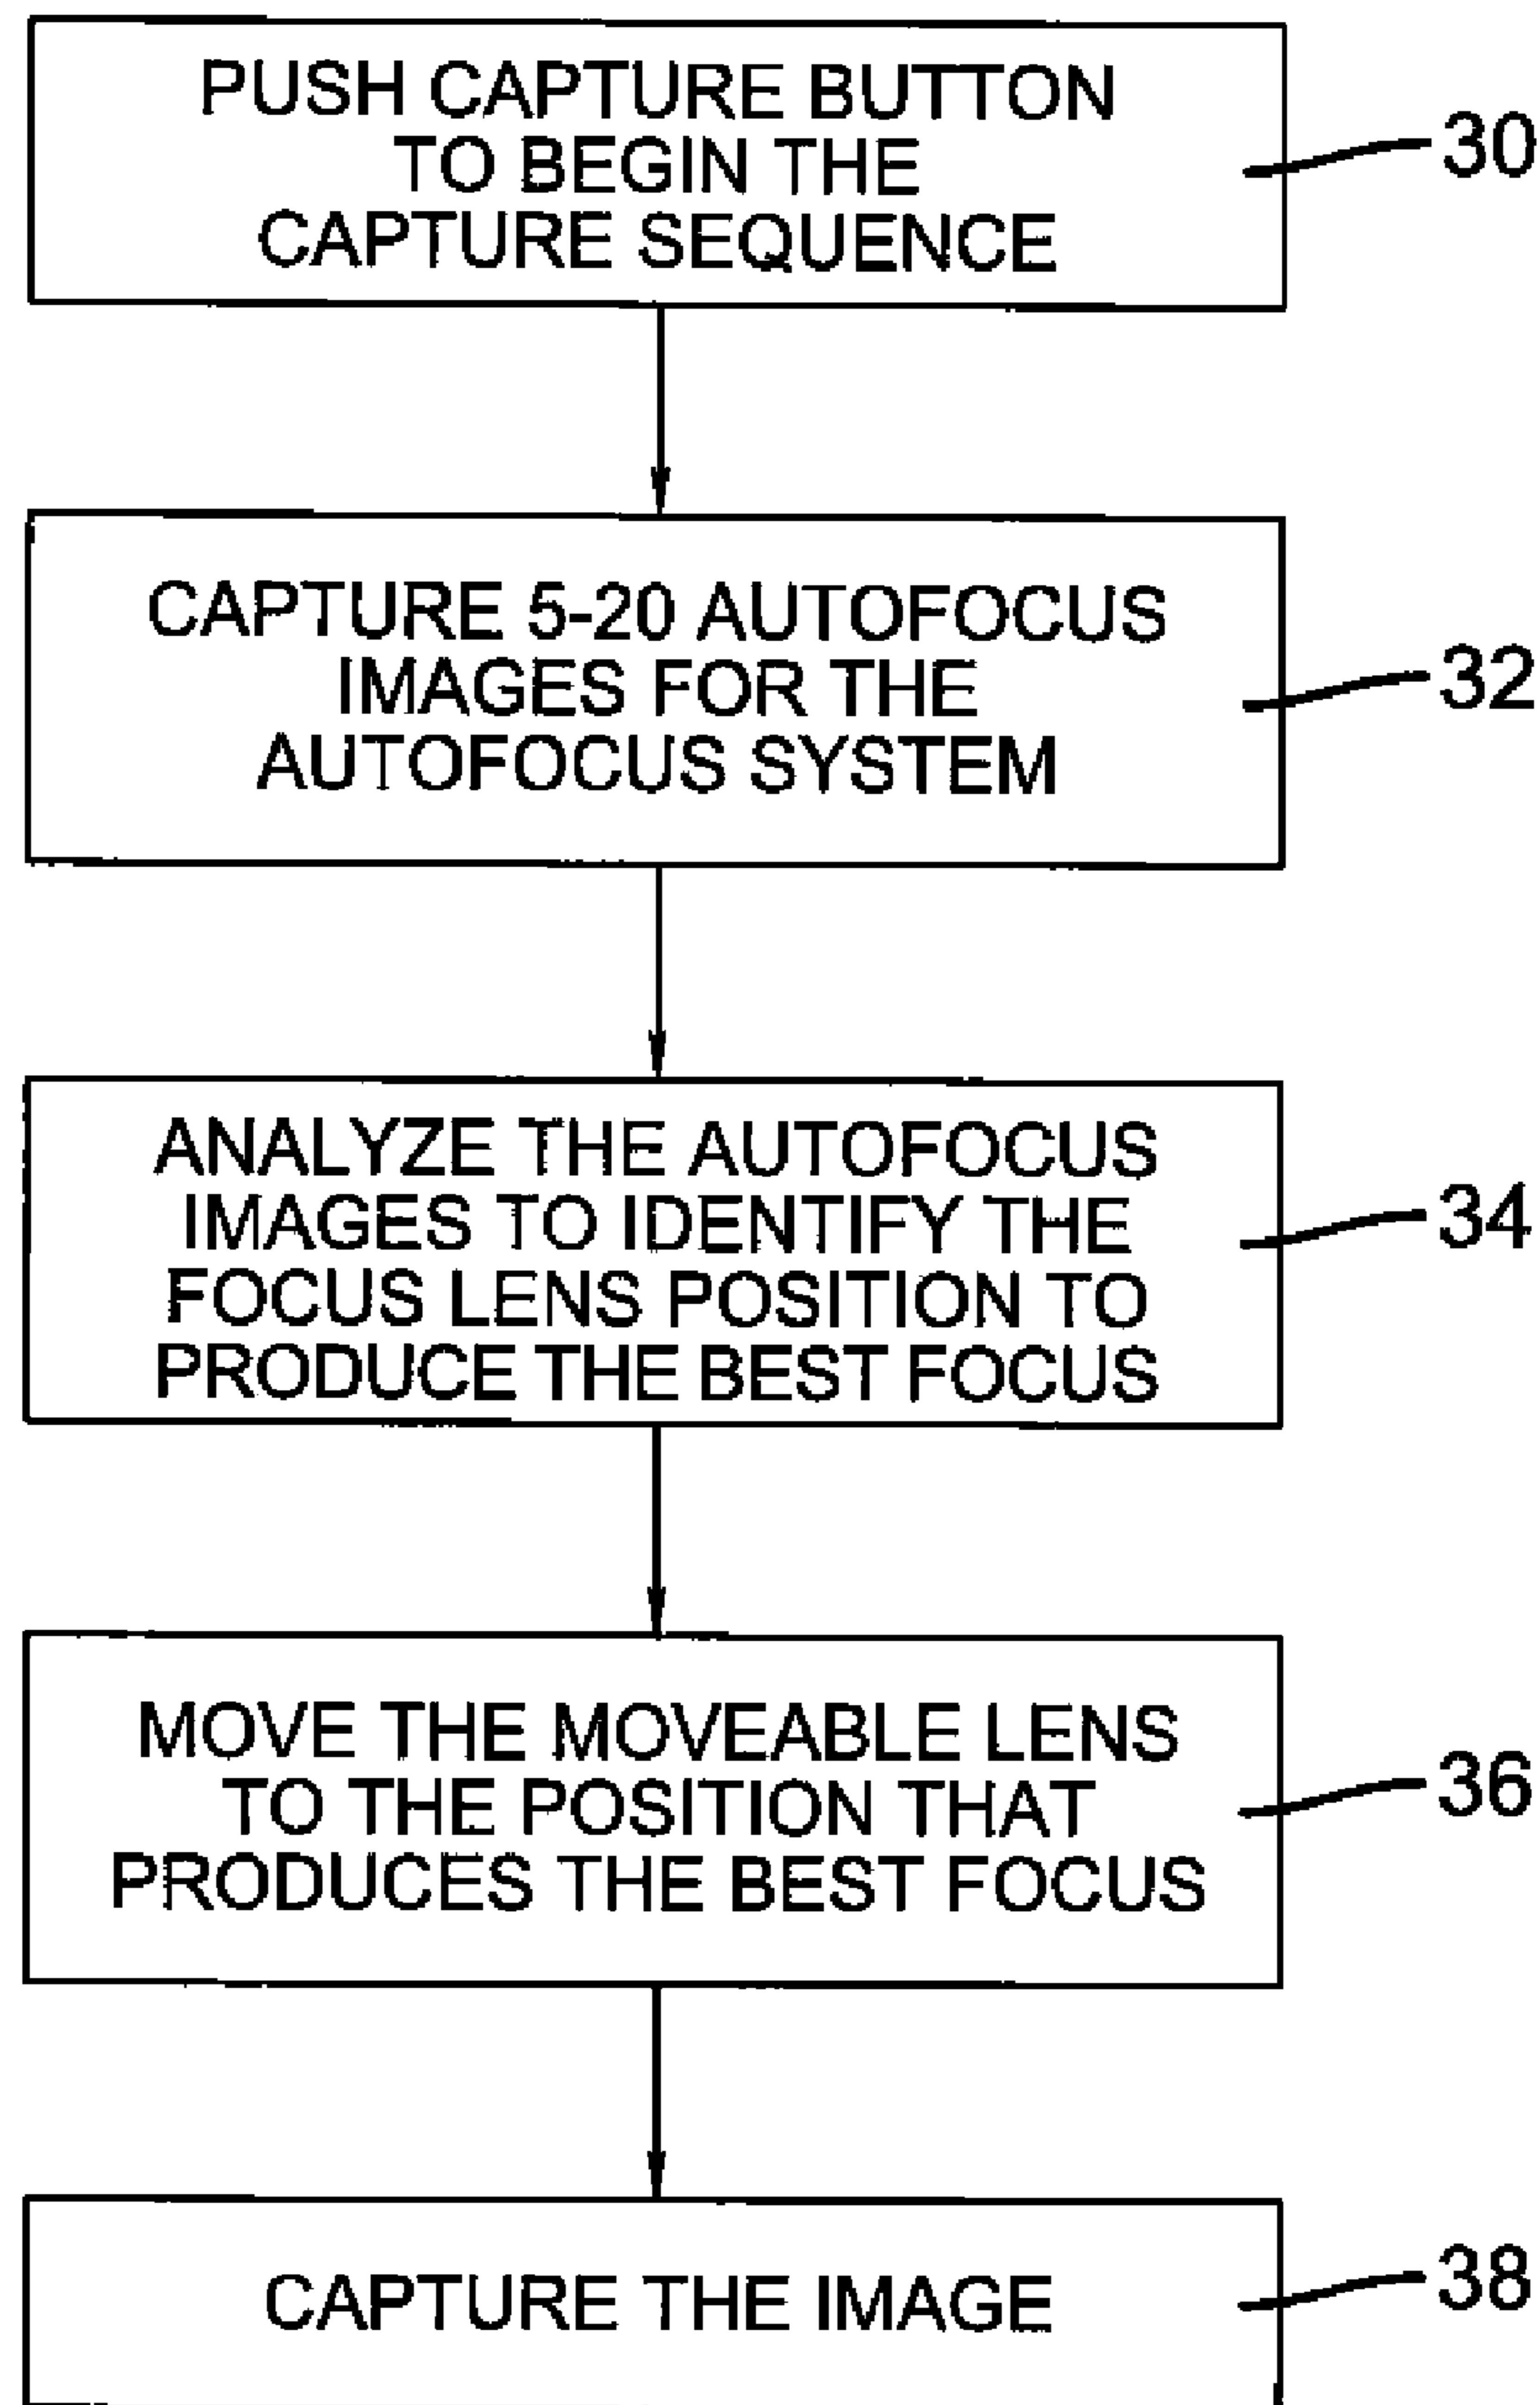 PUSH CAPTURE BUTTON
TO BEGIN THE
CAPTURE SEQUENCE
30
CAPTURE 5-20 AUTOFOCUS
IMAGES FOR THE
AUTOFOCUS SYSTEM
32
ANALYZE THE AUTOFOCUS
IMAGES TO IDENTIFY THE
FOCUS LENS POSITION TO
PRODUCE THE BEST FOCUS
34
MOVE THE MOVEABLE LENS
TO THE POSITION THAT
PRODUCES THE BEST FOCUS
36
CAPTURE THE IMAGE
38